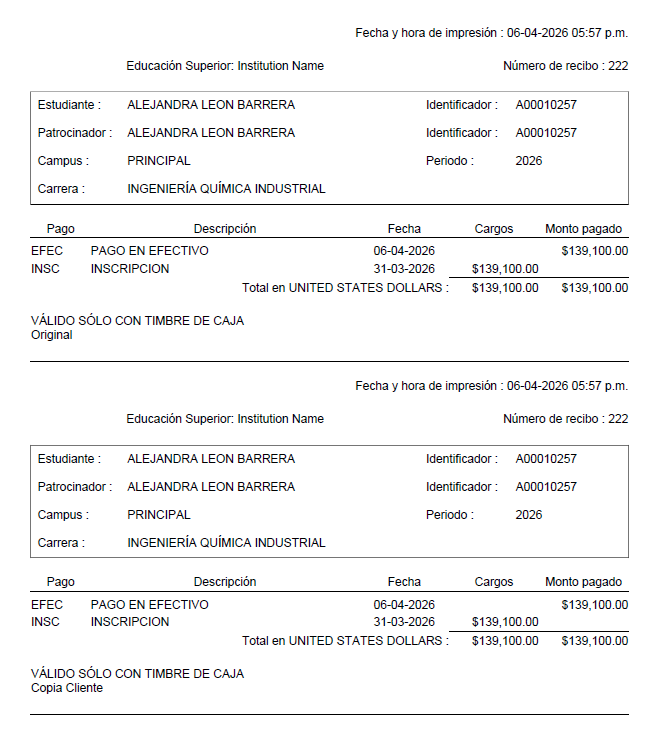 Fecha y hora de impresión : 06-04-2026 05:57 p.m.
Educación Superior: Institution Name Número de recibo : 222
Estudiante : ALEJANDRA LEON BARRERA Identificador : A00010257
Patrocinador : ALEJANDRA LEON BARRERA Identificador : A00010257
Campus : PRINCIPAL Periodo : 2026
Carrera : INGENIERÍA QUÍMICA INDUSTRIAL
Pago Descripción Fecha Cargos Monto pagado
EFEC PAGO EN EFECTIVO 06-04-2026 $139,100.00
INSC INSCRIPCION 31-03-2026 $139,100.00
Total en UNITED STATES DOLLARS : $139,100.00 $139,100.00
VÁLIDO SÓLO CON TIMBRE DE CAJA
Original
Fecha y hora de impresión : 06-04-2026 05:57 p.m.
Educación Superior: Institution Name Número de recibo : 222
Estudiante : ALEJANDRA LEON BARRERA Identificador : A00010257
Patrocinador : ALEJANDRA LEON BARRERA Identificador : A00010257
Campus : PRINCIPAL Periodo : 2026
Carrera : INGENIERÍA QUÍMICA INDUSTRIAL
Pago Descripción Fecha Cargos Monto pagado
EFEC PAGO EN EFECTIVO 06-04-2026 $139,100.00
INSC INSCRIPCION 31-03-2026 $139,100.00
Total en UNITED STATES DOLLARS : $139,100.00 $139,100.00
VÁLIDO SÓLO CON TIMBRE DE CAJA
Copia Cliente